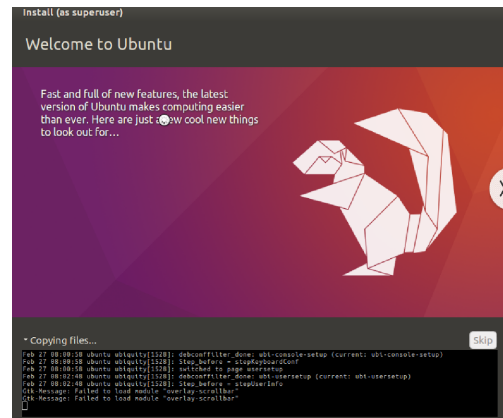 Install (as superuser)
Welcome to Ubuntu
Fast and full of new features, the latest
version of Ubuntu makes computing easier
than ever. Here are just a few cool new things
to look out for…
Copying files...
Skip
Feb 27 08:00:58 ubuntu ubiquity[1528]: debconffilter_done: ubi-console-setup (current: ubi-console-setup)
Feb 27 08:00:58 ubuntu ubiquity[1528]: Step_before = stepKeyboardConf
Feb 27 08:00:58 ubuntu ubiquity[1528]: switched to page usersetup
Feb 27 08:02:48 ubuntu ubiquity[1528]: debconffilter_done: ubi-usersetup (current: ubi-usersetup)
Feb 27 08:02:48 ubuntu ubiquity[1528]: Step_before = stepUserInfo
Gtk-Message: Failed to load module "overlay-scrollbar"
Gtk-Message: Failed to load module "overlay-scrollbar"